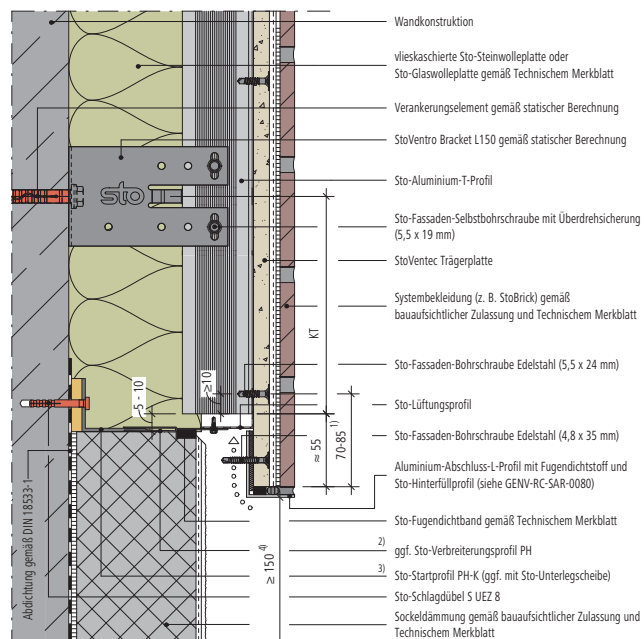 Wandkonstruktion
vlieskaschierte Sto-Steinwolleplatte oder
Sto-Glaswolleplatte gemäß Technischem Merkblatt
Verankerungselement gemäß statischer Berechnung
StoVentro Bracket L150 gemäß statischer Berechnung
sto
Sto-Aluminium-T-Profil
Sto-Fassaden-Selbstbohrschraube mit Überdrehsicherung
(5,5 x 19 mm)
StoVentec Trägerplatte
Systembekleidung (z. B. StoBrick) gemäß
bauaufsichtlicher Zulassung und Technischem Merkblatt
KT
Sto-Fassaden-Bohrschraube Edelstahl (5,5 x 24 mm)
5 - 10
≥10
Sto-Lüftungsprofil
≈ 55
70-85 1)
Sto-Fassaden-Bohrschraube Edelstahl (4,8 x 35 mm)
Aluminium-Abschluss-L-Profil mit Fugendichtstoff und
Sto-Hinterfüllprofil (siehe GENV-RC-SAR-0080)
Abdichtung gemäß DIN 18533-1
≥ 150 4)
Sto-Fugendichtband gemäß Technischem Merkblatt
2) ggf. Sto-Verbreiterungsprofil PH
3) Sto-Startprofil PH-K (ggf. mit Sto-Unterlegscheibe)
Sto-Schlagdübel S UEZ 8
Sockeldämmung gemäß bauaufsichtlicher Zulassung und
Technischem Merkblatt